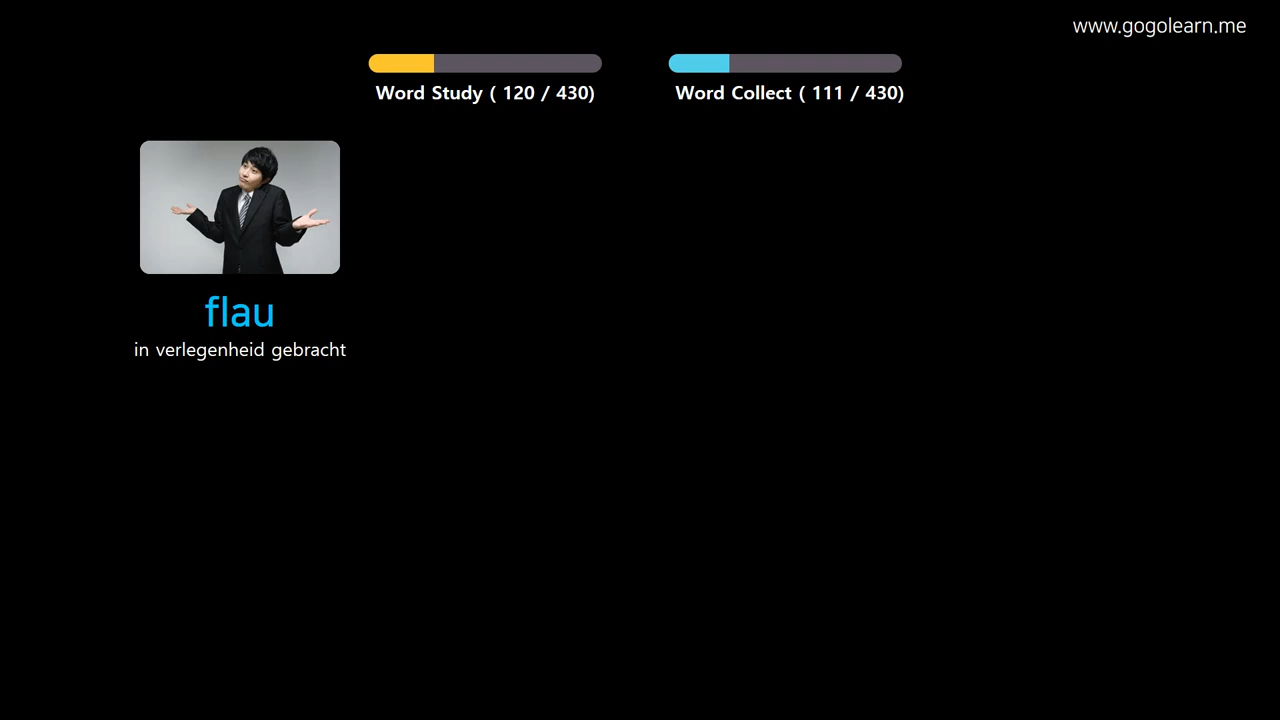 www.gogolearn.me
Word Study ( 120 / 430)
Word Collect ( 111 / 430)
flau
in verlegenheid gebracht